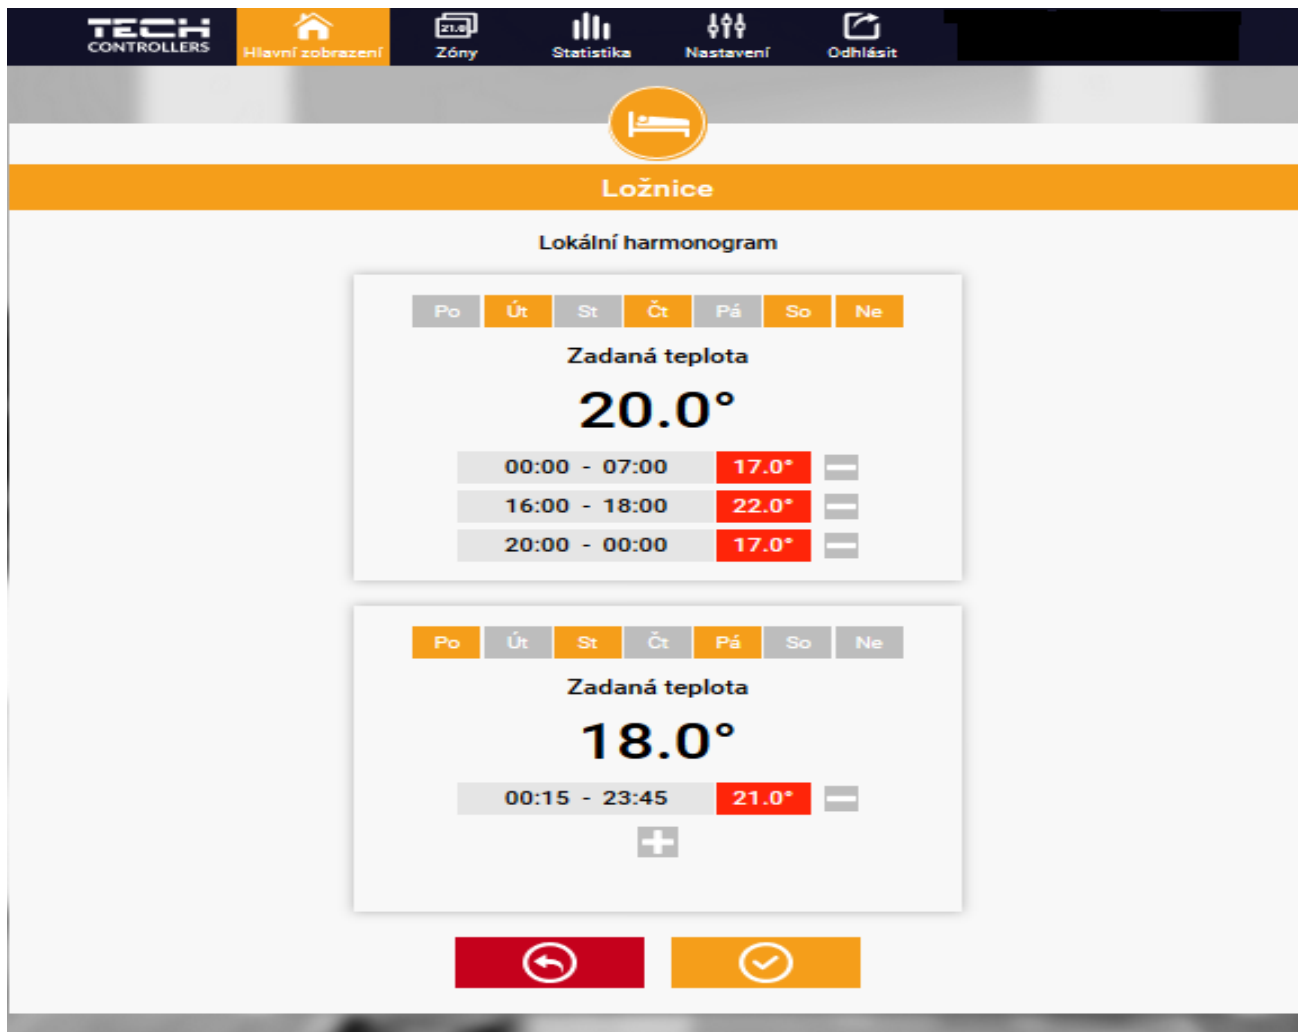 TECH
CONTROLLERS
Hlavní zobrazení
21.0
Zóny
Statistika
Nastavení
Odhlásit
Ložnice
Lokální harmonogram
Po Út St Čt Pá So Ne
Zadaná teplota
20.0°
00:00 - 07:00 17.0°
16:00 - 18:00 22.0°
20:00 - 00:00 17.0°
Po Út St Čt Pá So Ne
Zadaná teplota
18.0°
00:15 - 23:45 21.0°